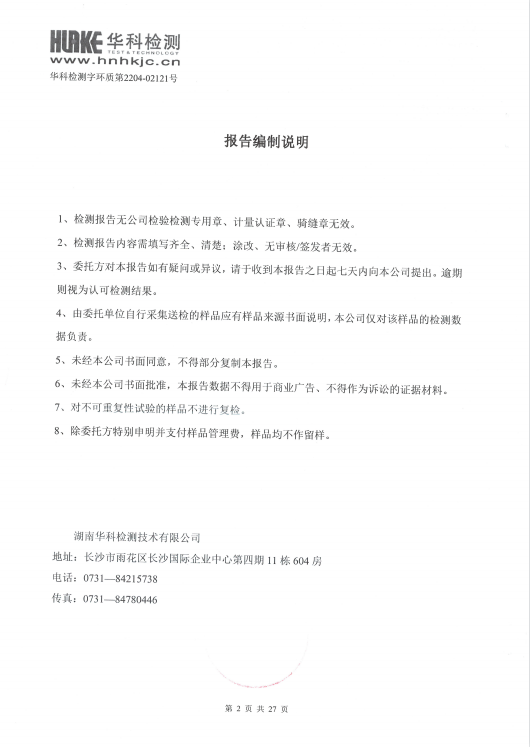 HUAKE 华科检测
TEST&TECHNOLOGY
www.hnhkjc.cn
华科检测字环质第2204-02121号
报告编制说明
1、检测报告无公司检验检测专用章、计量认证章、骑缝章无效。
2、检测报告内容需填写齐全、清楚；涂改、无审核/签发者无效。
3、委托方对本报告如有疑问或异议，请于收到本报告之日起七天内向本公司提出。逾期
则视为认可检测结果。
4、由委托单位自行采集送检的样品应有样品来源书面说明，本公司仅对该样品的检测数
据负责。
5、未经本公司书面同意，不得部分复制本报告。
6、未经本公司书面批准，本报告数据不得用于商业广告、不得作为诉讼的证据材料。
7、对不可重复性试验的样品不进行复检。
8、除委托方特别申明并支付样品管理费，样品均不作留样。
湖南华科检测技术有限公司
地址：长沙市雨花区长沙国际企业中心第四期 11 栋 604 房
电话：0731—84215738
传真：0731—84780446
第 2 页 共 27 页